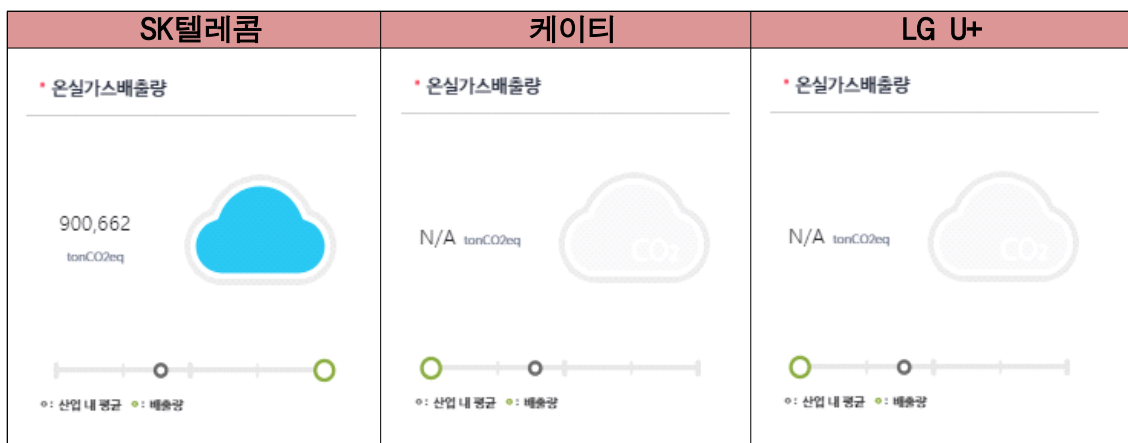 SK텔레콤
* 온실가스배출량
900,662
tonCO2eq
○: 산업 내 평균 ○: 배출량
케이티
* 온실가스배출량
N/A tonCO2eq
CO2
○: 산업 내 평균 ○: 배출량
LG U+
* 온실가스배출량
N/A tonCO2eq
CO2
○: 산업 내 평균 ○: 배출량